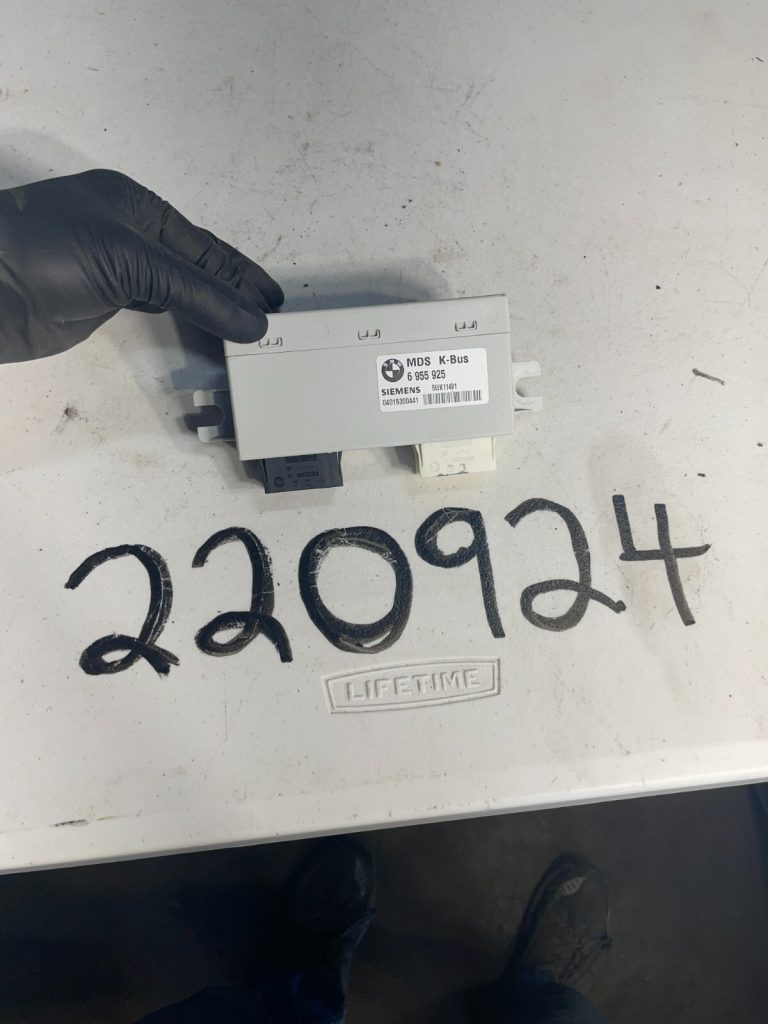 MDS K-Bus
6 955 925
SIEMENS 5WK11491
04015300441
220924
LIFETIME